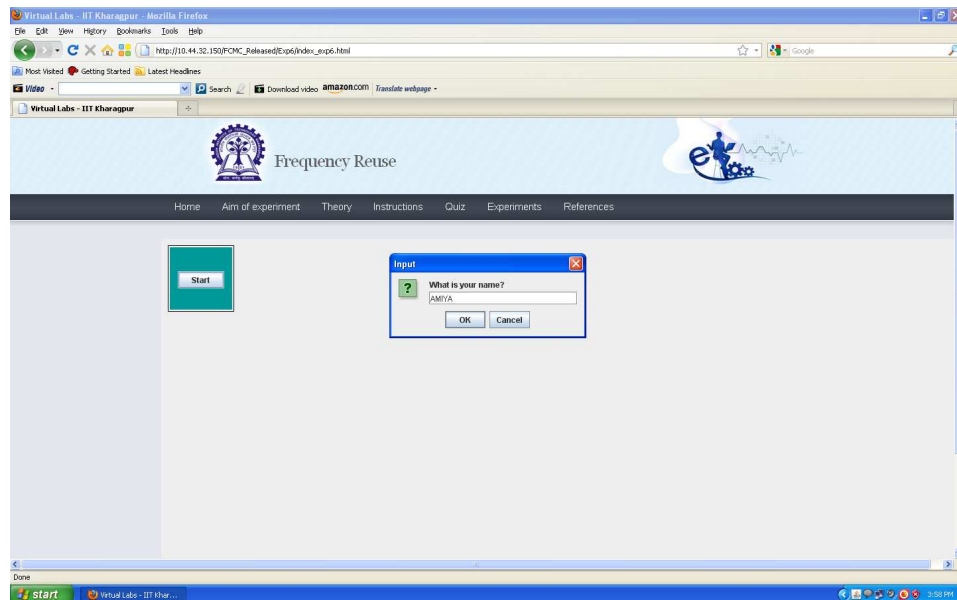 Virtual Labs - IIT Kharagpur - Mozilla Firefox
File Edit View History Bookmarks Tools Help
http://10.44.32.150/FCMC_Released/Exp6/index_exp6.html
Google
Most Visited Getting Started Latest Headlines
Video Search Download video amazon.com Translate webpage
Virtual Labs - IIT Kharagpur
Frequency Reuse
Home Aim of experiment Theory Instructions Quiz Experiments References
Start
Input
What is your name?
AMIYA
OK Cancel
Done
start Virtual Labs - IIT Khar... 3:58 PM